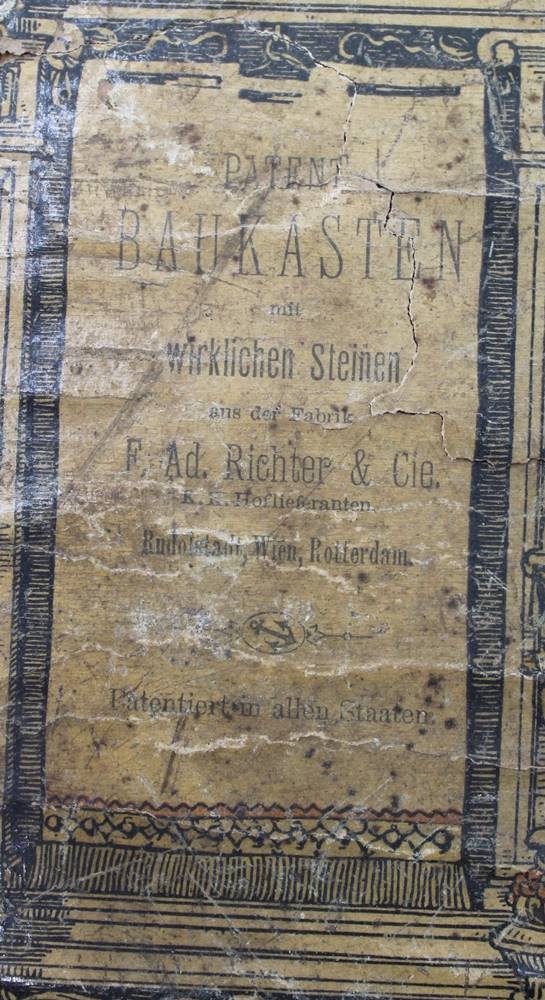 PATENT
BAUKASTEN
mit
wirklichen Steinen
aus der Fabrik
F. Ad. Richter & Cie.
K. K. Hoflieferanten.
Rudolstadt, Wien, Rotterdam.
Patentiert in allen Staaten.